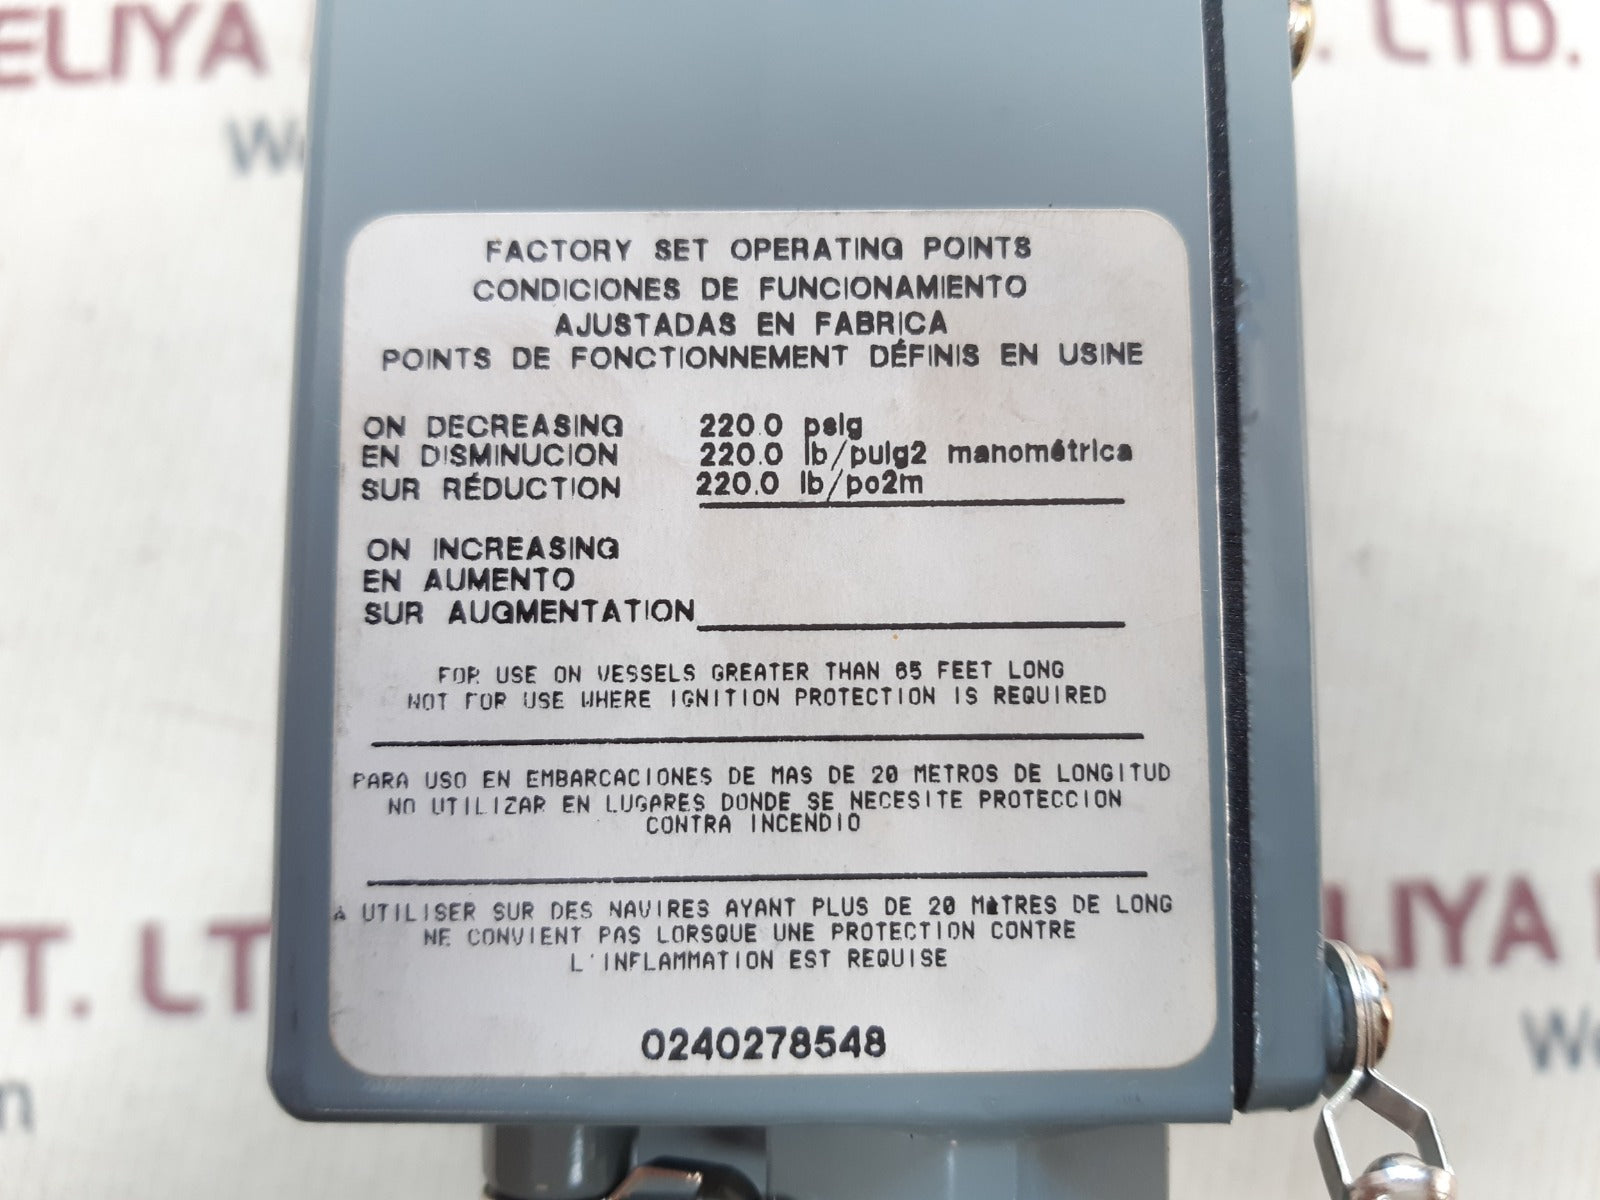 ELIYA
LTD.
FACTORY SET OPERATING POINTS
CONDICIONES DE FUNCIONAMIENTO
AJUSTADAS EN FABRICA
POINTS DE FONCTIONNEMENT DÉFINIS EN USINE
ON DECREASING 220.0 psig
EN DISMINUCION 220.0 lb/pulg2 manométrica
SUR RÉDUCTION 220.0 lb/po2m
ON INCREASING
EN AUMENTO
SUR AUGMENTATION
FOR USE ON VESSELS GREATER THAN 65 FEET LONG
NOT FOR USE WHERE IGNITION PROTECTION IS REQUIRED
PARA USO EN EMBARCACIONES DE MAS DE 20 METROS DE LONGITUD
NO UTILIZAR EN LUGARES DONDE SE NECESITE PROTECCION
CONTRA INCENDIO
A UTILISER SUR DES NAVIRES AYANT PLUS DE 20 MÈTRES DE LONG
NE CONVIENT PAS LORSQUE UNE PROTECTION CONTRE
L'INFLAMMATION EST REQUISE
0240278548
T. LT
LIYA